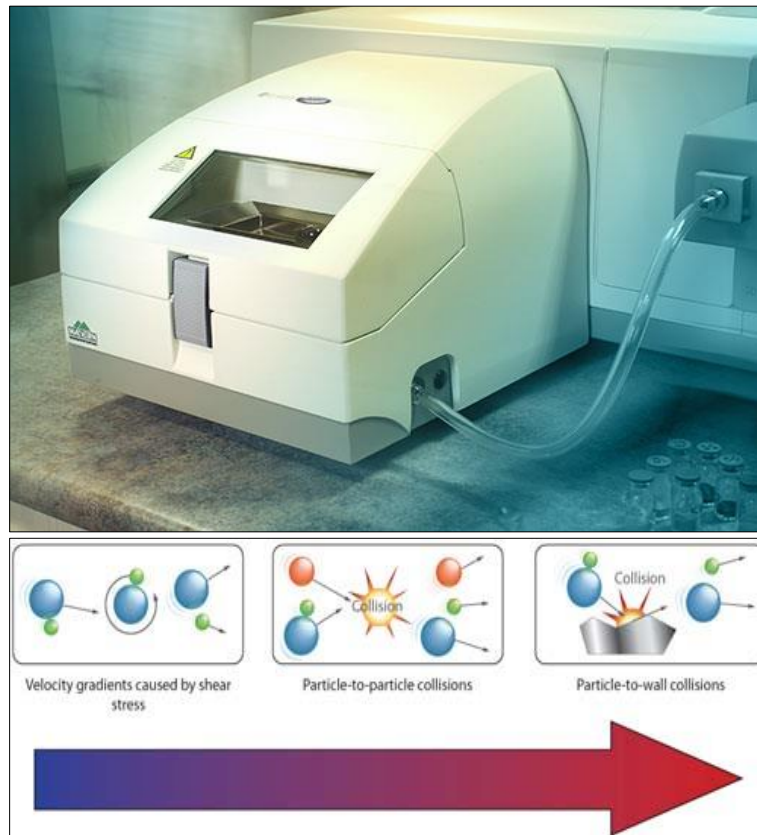 Collision
Collision
Velocity gradients caused by shear
stress
Particle-to-particle collisions
Particle-to-wall collisions